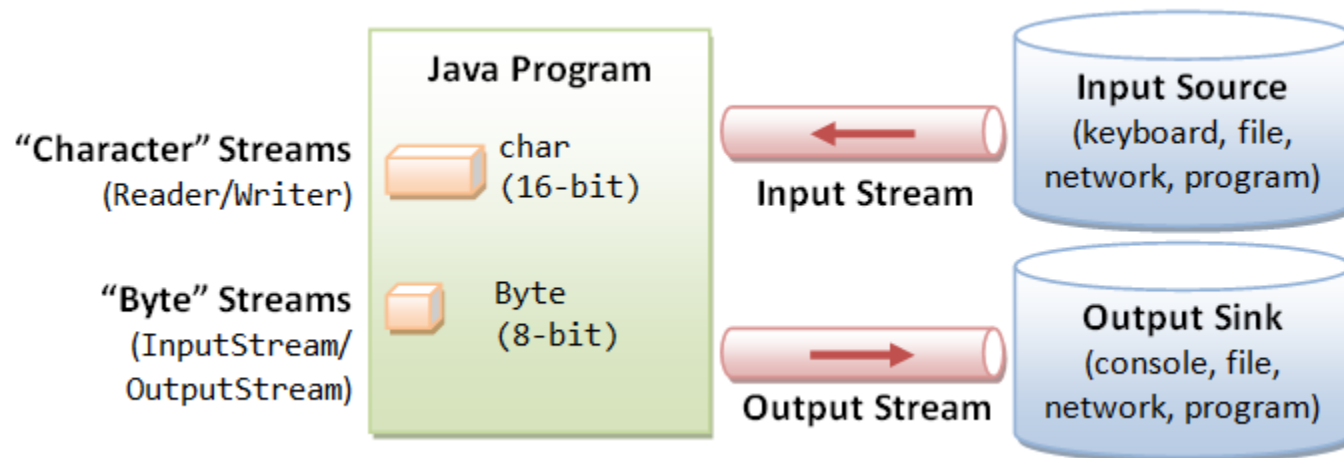 Java Program
“Character” Streams
(Reader/Writer)
char
(16-bit)
“Byte” Streams
(InputStream/
OutputStream)
Byte
(8-bit)
Input Stream
Input Source
(keyboard, file,
network, program)
Output Stream
Output Sink
(console, file,
network, program)